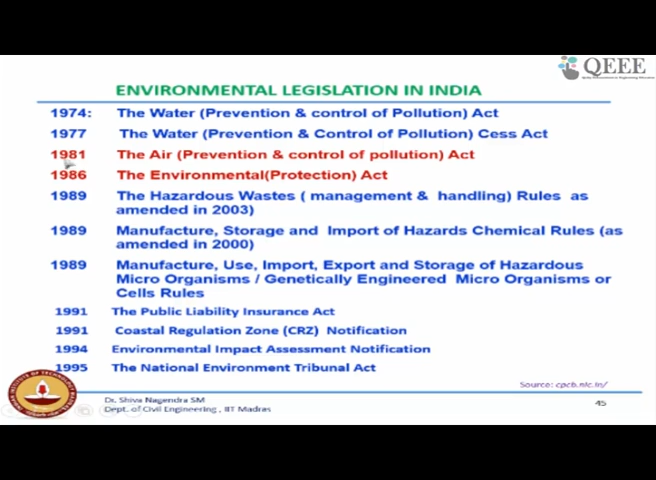 QEEE
ENVIRONMENTAL LEGISLATION IN INDIA
1974: The Water (Prevention & control of Pollution) Act
1977 The Water (Prevention & Control of Pollution) Cess Act
1981 The Air (Prevention & control of pollution) Act
1986 The Environmental(Protection) Act
1989 The Hazardous Wastes ( management & handling) Rules as
amended in 2003)
1989 Manufacture, Storage and Import of Hazards Chemical Rules (as
amended in 2000)
1989 Manufacture, Use, Import, Export and Storage of Hazardous
Micro Organisms / Genetically Engineered Micro Organisms or
Cells Rules
1991 The Public Liability Insurance Act
1991 Coastal Regulation Zone (CRZ) Notification
1994 Environmental Impact Assessment Notification
1995 The National Environment Tribunal Act
Source: cpcb.nic.in/
Dr. Shiva Nagendra SM
Dept. of Civil Engineering , IIT Madras
45